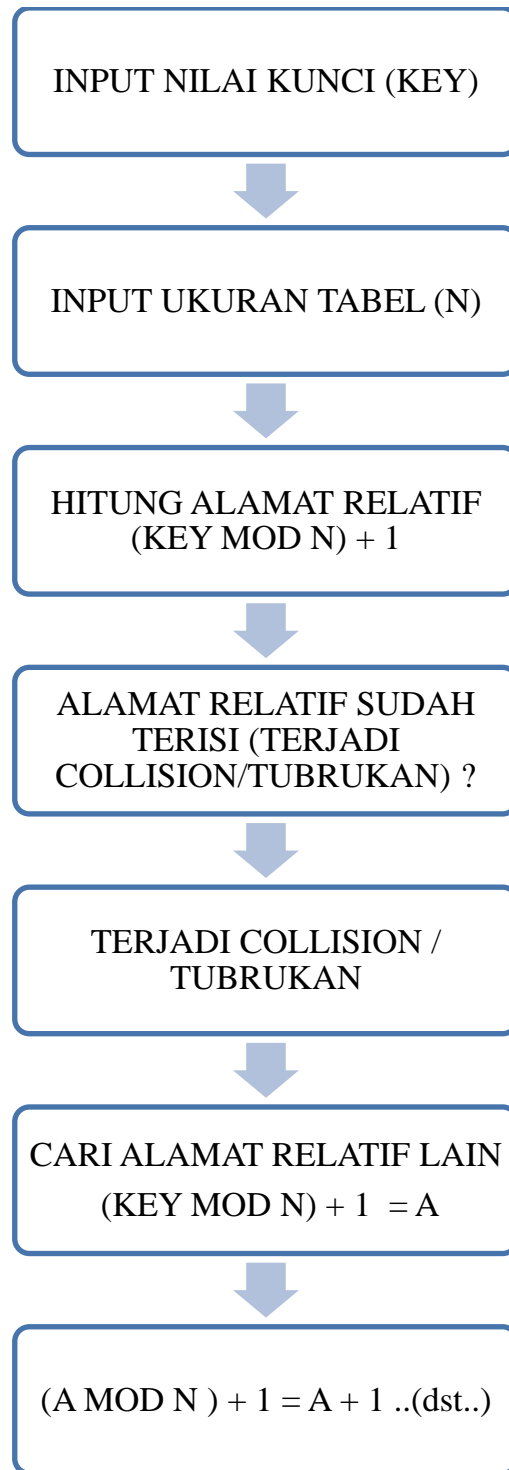 INPUT NILAI KUNCI (KEY)
INPUT UKURAN TABEL (N)
HITUNG ALAMAT RELATIF
(KEY MOD N) + 1
ALAMAT RELATIF SUDAH
TERISI (TERJADI
COLLISION/TUBRUKAN) ?
TERJADI COLLISION /
TUBRUKAN
CARI ALAMAT RELATIF LAIN
(KEY MOD N) + 1 = A
(A MOD N ) + 1 = A + 1 ..(dst..)